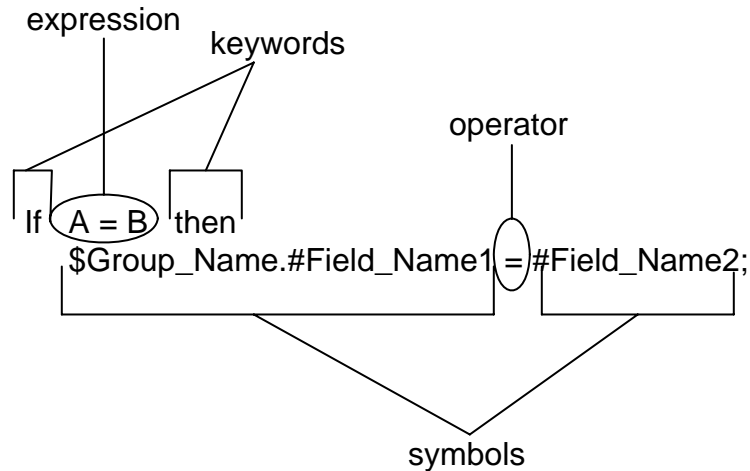 expression
keywords
operator
If A = B then
$Group_Name.#Field_Name1 = #Field_Name2;
symbols